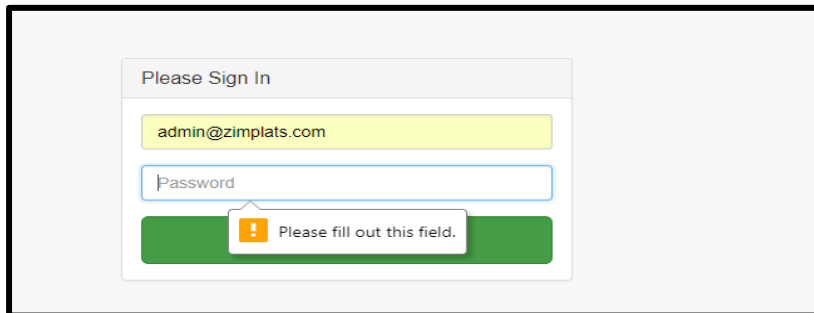 Please Sign In
admin@zimplats.com
Password
Please fill out this field.